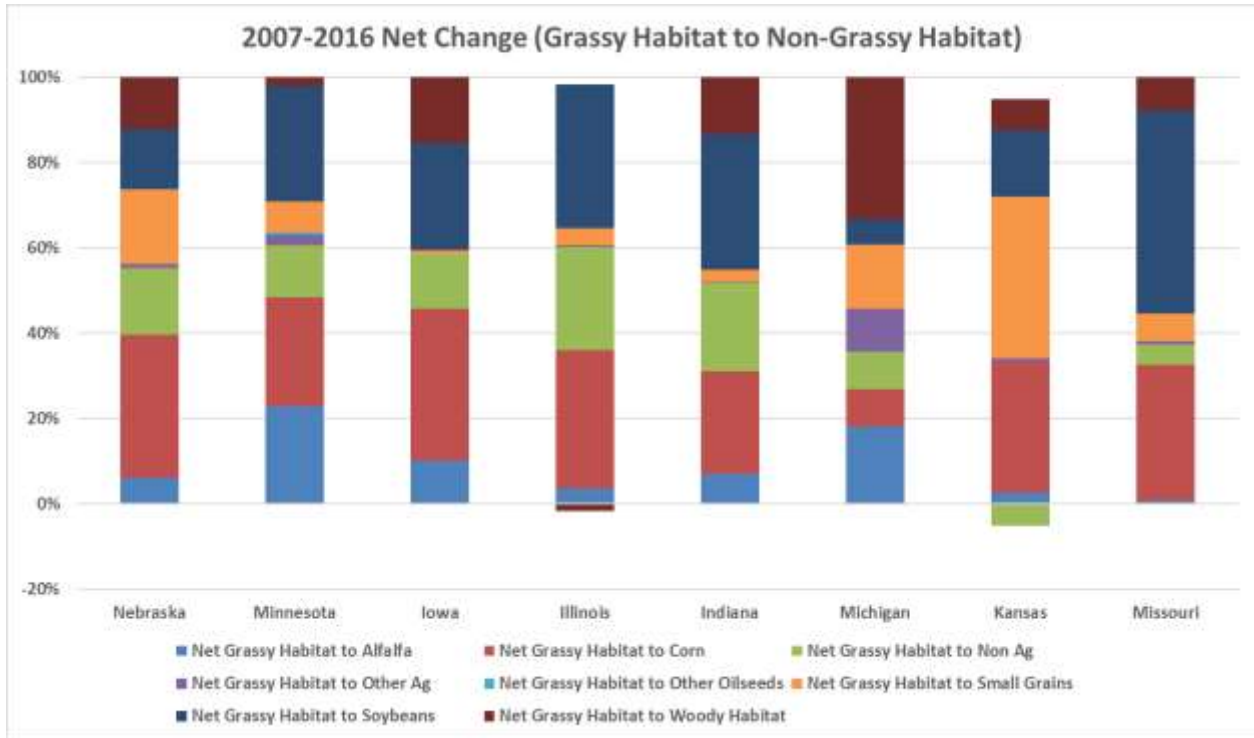 2007-2016 Net Change (Grassy Habitat to Non-Grassy Habitat)
100%
80%
60%
40%
20%
0%
-20%
Nebraska Minnesota Iowa Illinois Indiana Michigan Kansas Missouri
Net Grassy Habitat to Alfalfa Net Grassy Habitat to Corn Net Grassy Habitat to Non Ag
Net Grassy Habitat to Other Ag Net Grassy Habitat to Other Oilseeds Net Grassy Habitat to Small Grains
Net Grassy Habitat to Soybeans Net Grassy Habitat to Woody Habitat